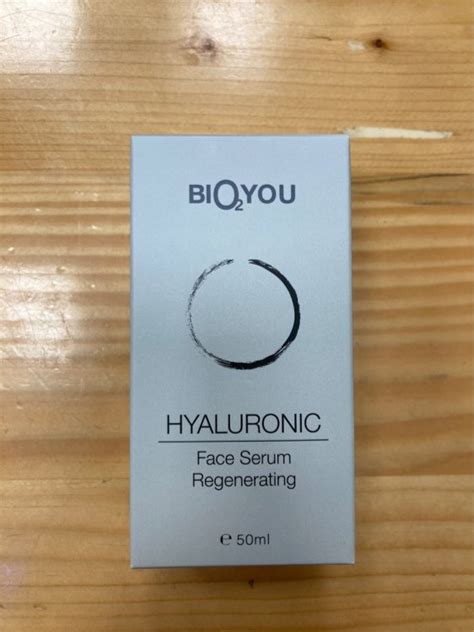 BIO2YOU
HYALURONIC
Face Serum
Regenerating
e 50ml